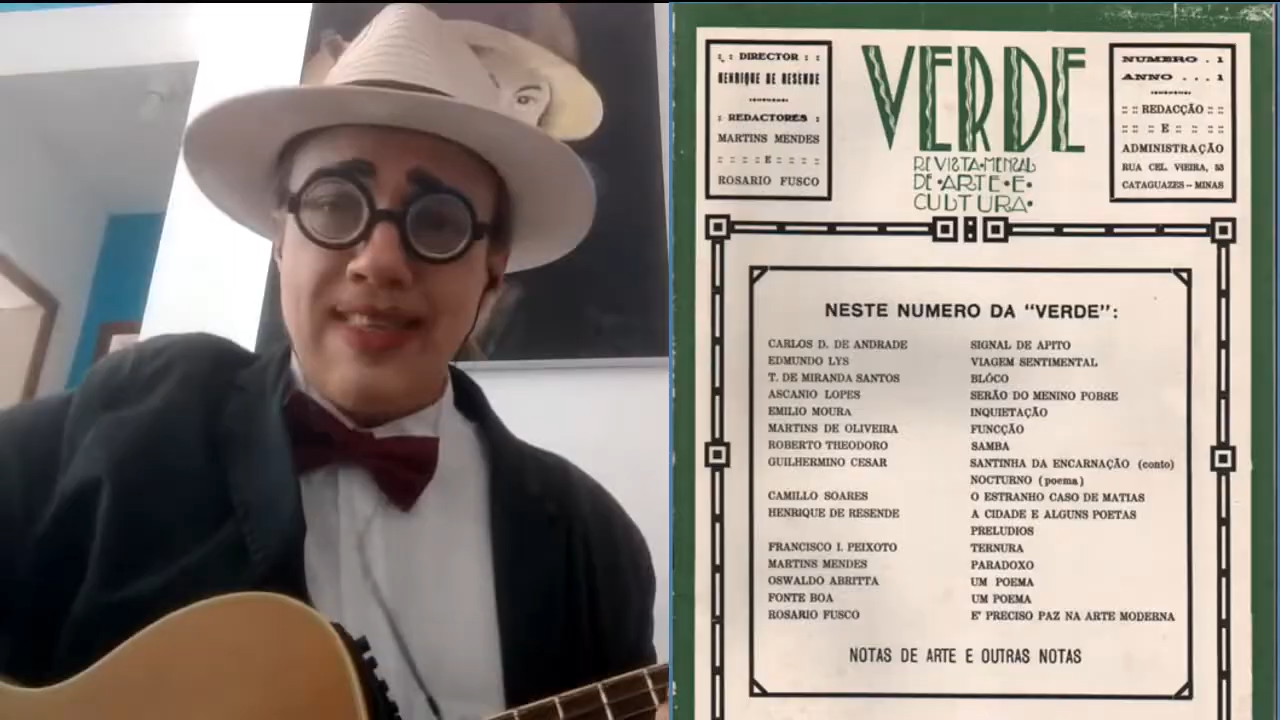 : : DIRECTOR : :
HENRIQUE DE RESENDE
: REDACTORES :
MARTINS MENDES
: : : : E : : : :
ROSARIO FUSCO
VERDE
REVISTA·MENSAL
DE·ARTE·E·
CULTURA·
NUMERO . 1
ANNO . . . 1
:: :: REDACÇÃO :: ::
:: :: E :: ::
ADMINISTRAÇÃO
RUA CEL. VIEIRA, 53
CATAGUAZES – MINAS
NESTE NUMERO DA "VERDE":
CARLOS D. DE ANDRADE SIGNAL DE APITO
EDMUNDO LYS VIAGEM SENTIMENTAL
T. DE MIRANDA SANTOS BLÓCO
ASCANIO LOPES SERÃO DO MENINO POBRE
EMILIO MOURA INQUIETAÇÃO
MARTINS DE OLIVEIRA FUNCÇÃO
ROBERTO THEODORO SAMBA
GUILHERMINO CESAR SANTINHA DA ENCARNAÇÃO (conto)
NOCTURNO (poema)
CAMILLO SOARES O ESTRANHO CASO DE MATIAS
HENRIQUE DE RESENDE A CIDADE E ALGUNS POETAS
PRELUDIOS
FRANCISCO I. PEIXOTO TERNURA
MARTINS MENDES PARADOXO
OSWALDO ABRITTA UM POEMA
FONTE BOA UM POEMA
ROSARIO FUSCO E' PRECISO PAZ NA ARTE MODERNA
NOTAS DE ARTE E OUTRAS NOTAS